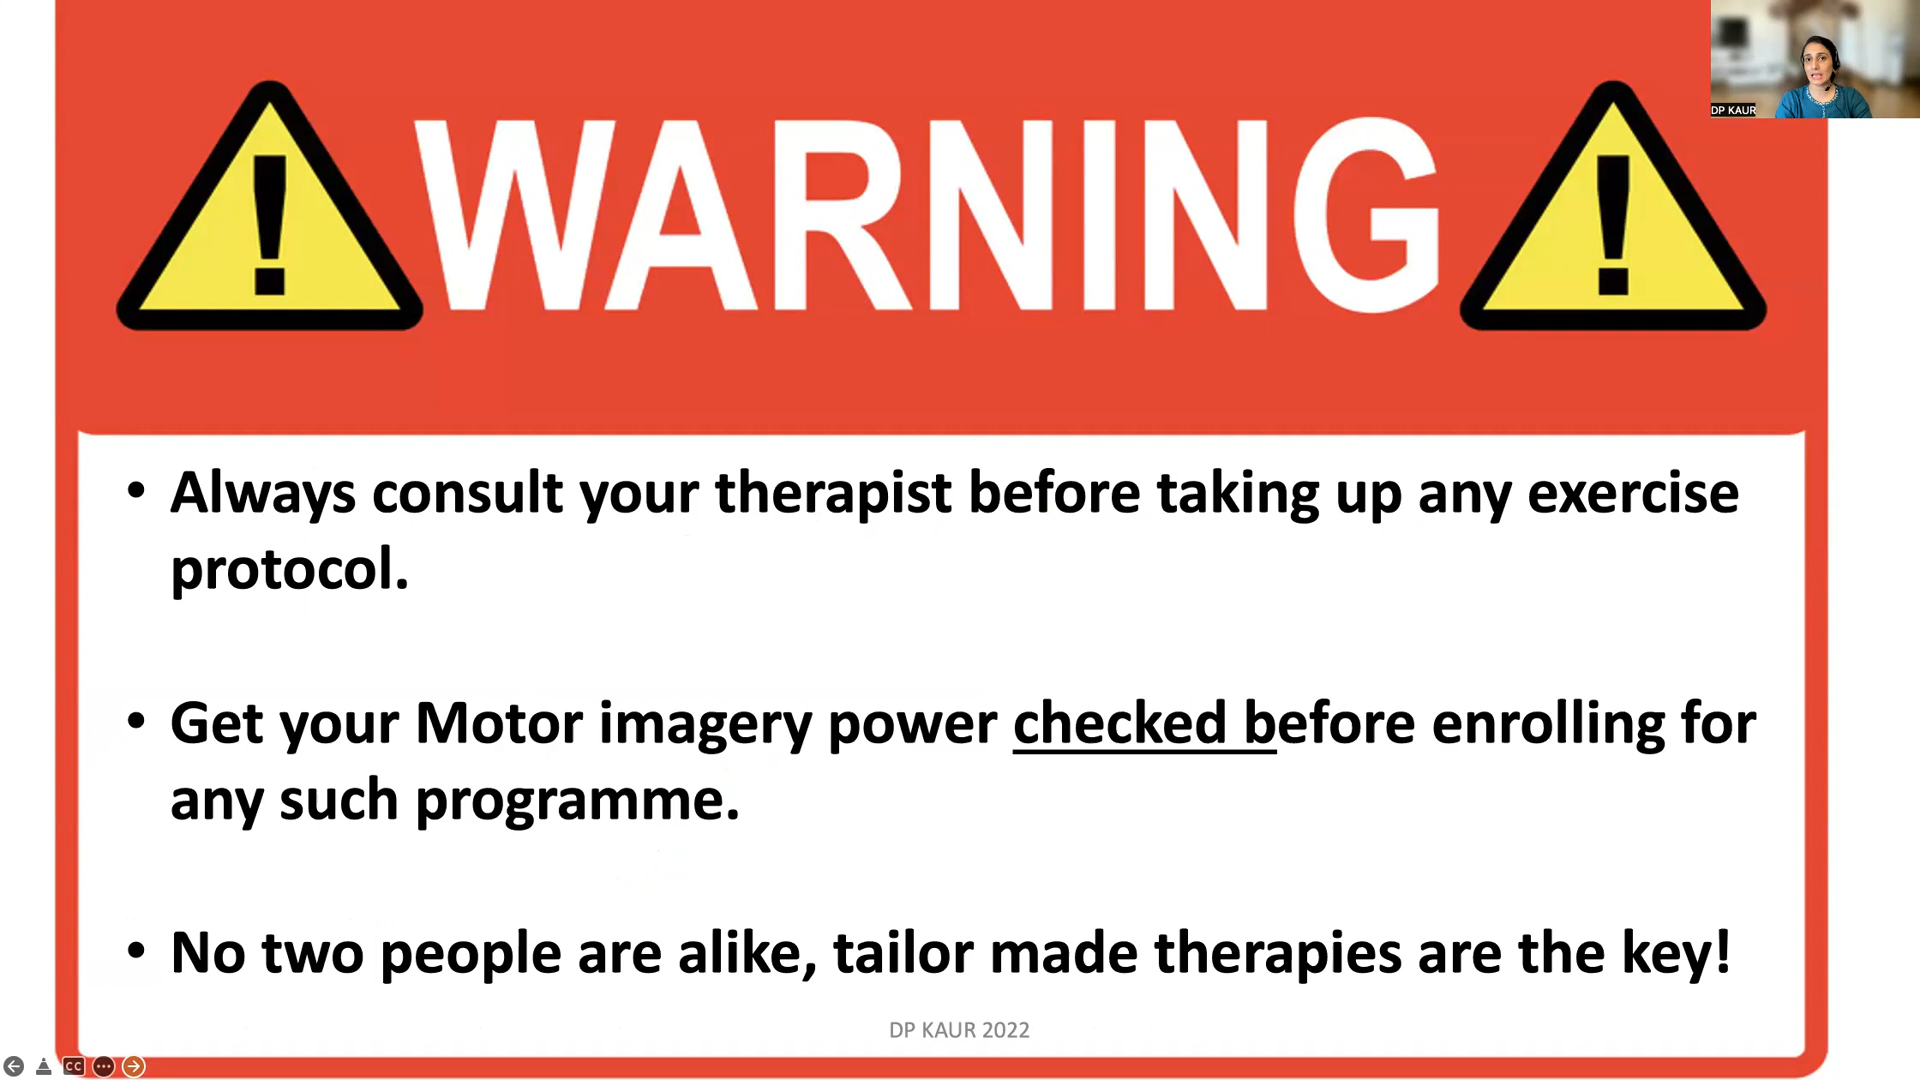 DP KAUR
! WARNING !
• Always consult your therapist before taking up any exercise
protocol.
• Get your Motor imagery power checked before enrolling for
any such programme.
• No two people are alike, tailor made therapies are the key!
DP KAUR 2022
CC